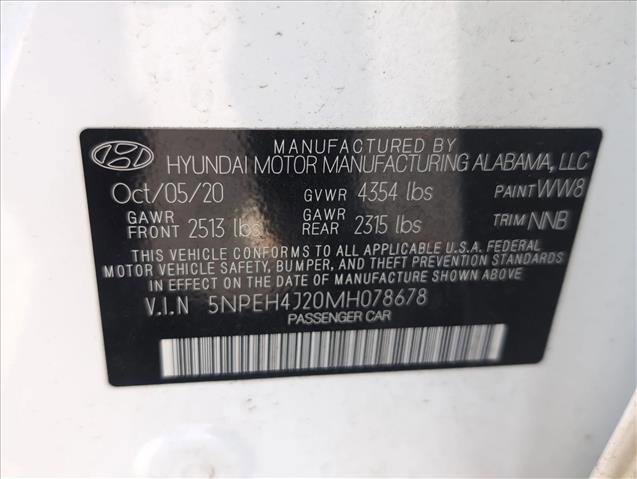 MANUFACTURED BY
HYUNDAI MOTOR MANUFACTURING ALABAMA, LLC
Oct/05/20 GVWR 4354 lbs PAINT WW8
GAWR FRONT 2513 lbs GAWR REAR 2315 lbs TRIM NNB
THIS VEHICLE CONFORMS TO ALL APPLICABLE U.S.A. FEDERAL
MOTOR VEHICLE SAFETY, BUMPER, AND THEFT PREVENTION STANDARDS
IN EFFECT ON THE DATE OF MANUFACTURE SHOWN ABOVE
V.I.N 5NPEH4J20MH078678
PASSENGER CAR